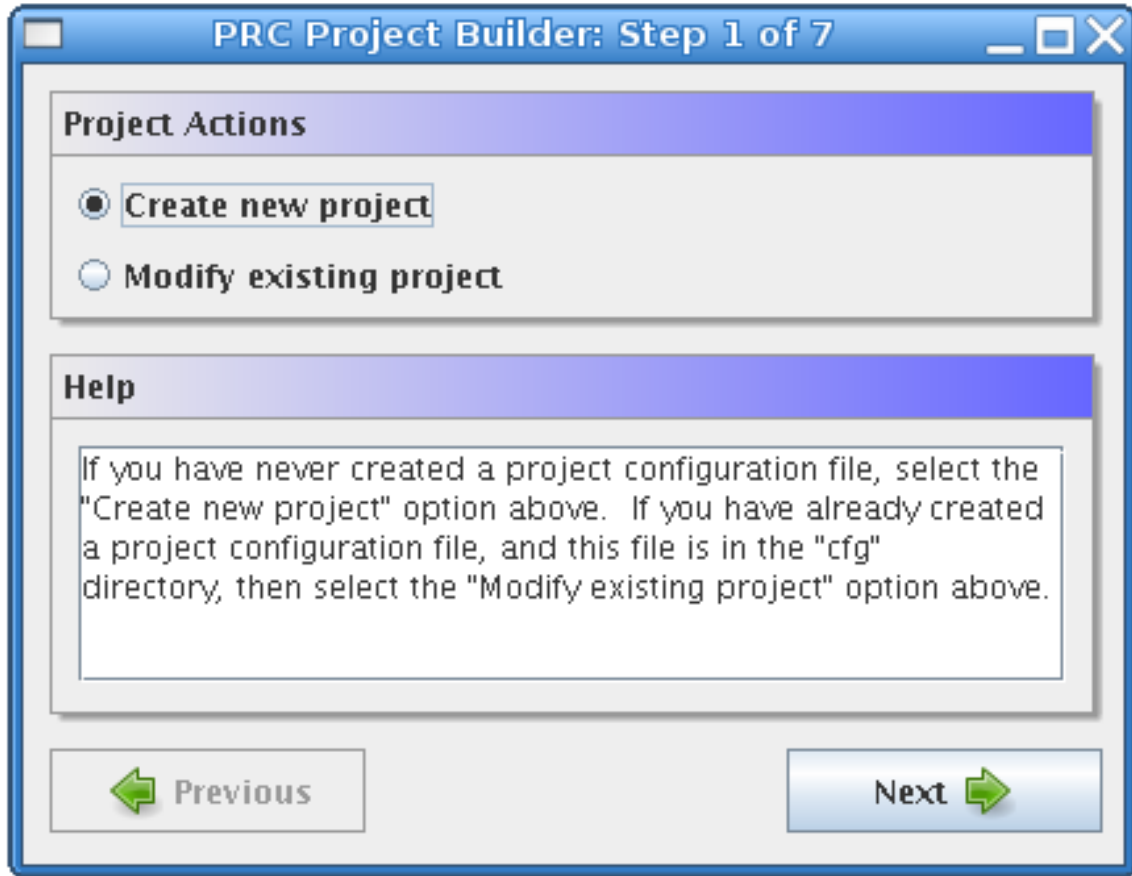 PRC Project Builder: Step 1 of 7
Project Actions
Create new project
Modify existing project
Help
If you have never created a project configuration file, select the
"Create new project" option above.  If you have already created
a project configuration file, and this file is in the "cfg"
directory, then select the "Modify existing project" option above.
Previous
Next